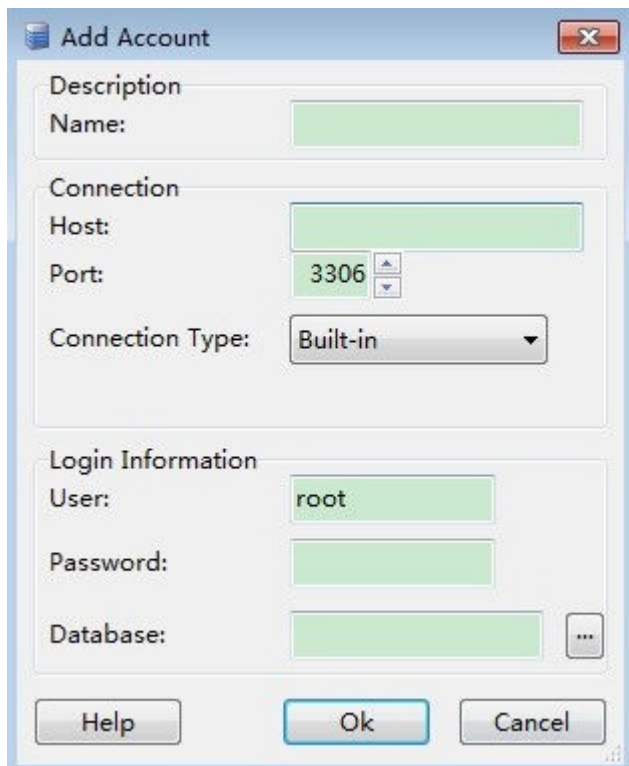 Add Account
Description
Name:
Connection
Host:
Port: 3306
Connection Type: Built-in
Login Information
User: root
Password:
Database: ...
Help Ok Cancel